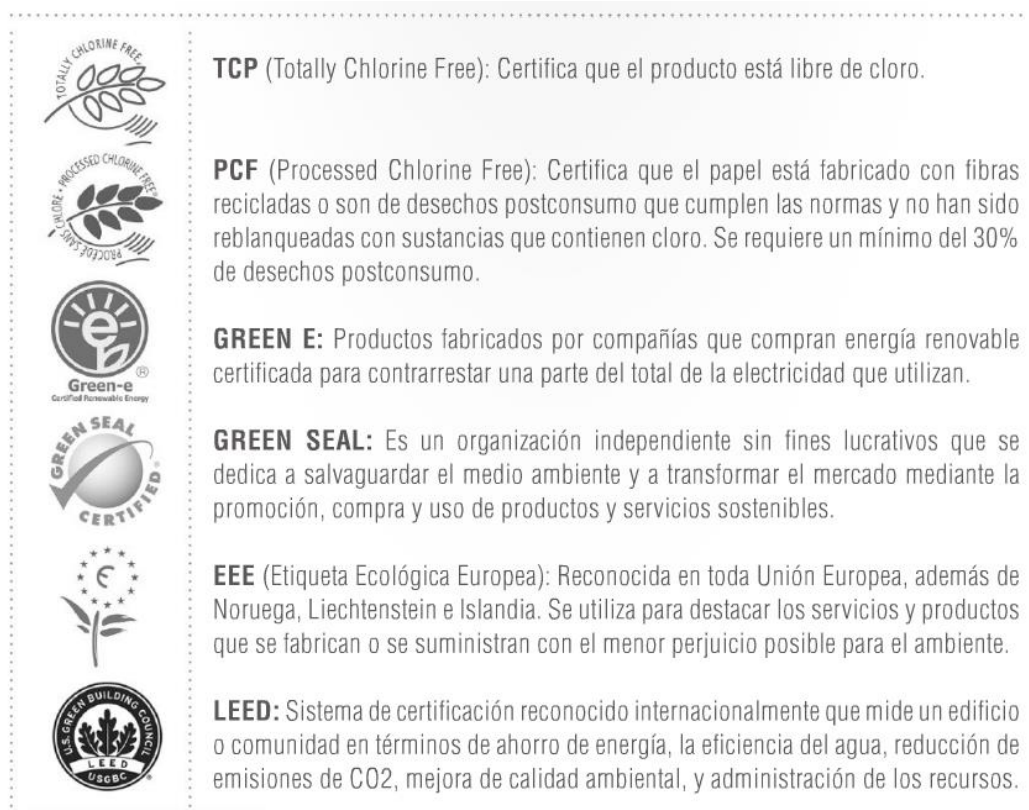 TOTALLY CHLORINE FREE
TCP (Totally Chlorine Free): Certifica que el producto está libre de cloro.
PROCÉDÉ SANS CHLORE • PROCESSED CHLORINE FREE
PCF (Processed Chlorine Free): Certifica que el papel está fabricado con fibras
recicladas o son de desechos postconsumo que cumplen las normas y no han sido
reblanqueadas con sustancias que contienen cloro. Se requiere un mínimo del 30%
de desechos postconsumo.
e
Green-e
Certified Renewable Energy
GREEN E: Productos fabricados por compañías que compran energía renovable
certificada para contrarrestar una parte del total de la electricidad que utilizan.
GREEN SEAL
CERTIFIED
GREEN SEAL: Es un organización independiente sin fines lucrativos que se
dedica a salvaguardar el medio ambiente y a transformar el mercado mediante la
promoción, compra y uso de productos y servicios sostenibles.
EEE (Etiqueta Ecológica Europea): Reconocida en toda Unión Europea, además de
Noruega, Liechtenstein e Islandia. Se utiliza para destacar los servicios y productos
que se fabrican o se suministran con el menor perjuicio posible para el ambiente.
U.S. GREEN BUILDING COUNCIL
LEED
USGBC
LEED: Sistema de certificación reconocido internacionalmente que mide un edificio
o comunidad en términos de ahorro de energía, la eficiencia del agua, reducción de
emisiones de CO2, mejora de calidad ambiental, y administración de los recursos.